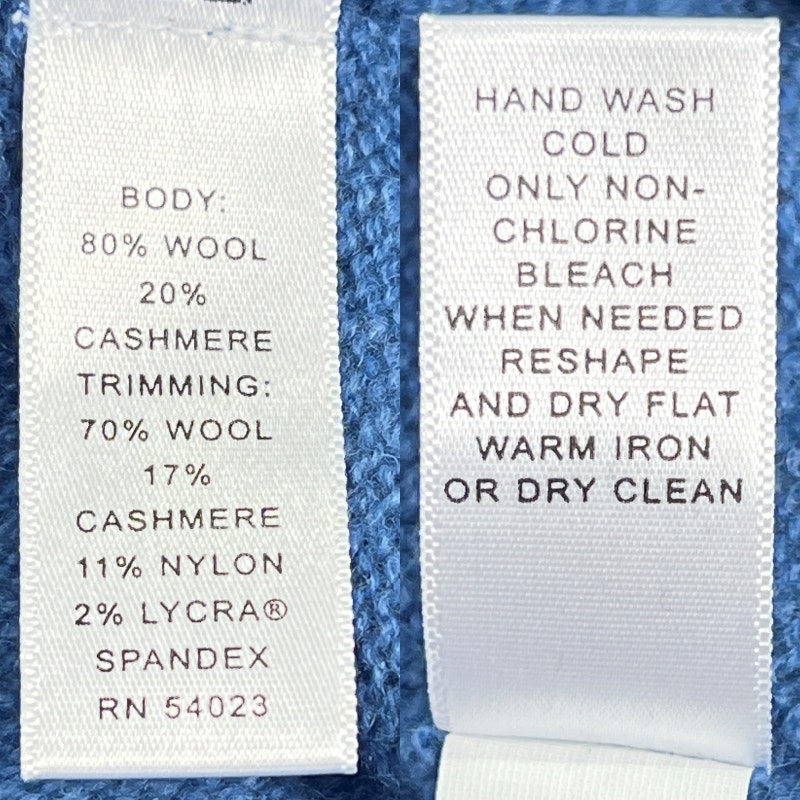 BODY:
80% WOOL
20%
CASHMERE
TRIMMING:
70% WOOL
17%
CASHMERE
11% NYLON
2% LYCRA®
SPANDEX
RN 54023
HAND WASH
COLD
ONLY NON-
CHLORINE
BLEACH
WHEN NEEDED
RESHAPE
AND DRY FLAT
WARM IRON
OR DRY CLEAN